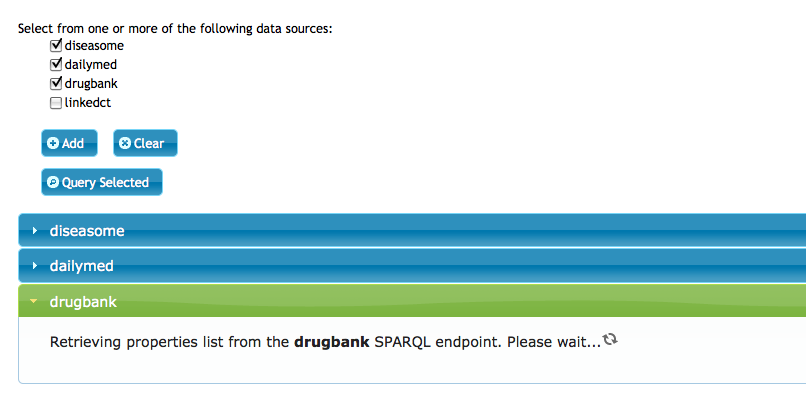 Select from one or more of the following data sources:
diseasome
dailymed
drugbank
linkedct
Add Clear
Query Selected
diseasome
dailymed
drugbank
Retrieving properties list from the drugbank SPARQL endpoint. Please wait...